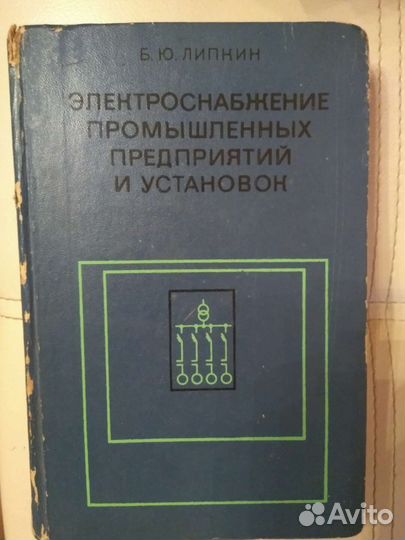 Б. Ю. ЛИПКИН
ЭЛЕКТРОСНАБЖЕНИЕ
ПРОМЫШЛЕННЫХ
ПРЕДПРИЯТИЙ
И УСТАНОВОК
Avito